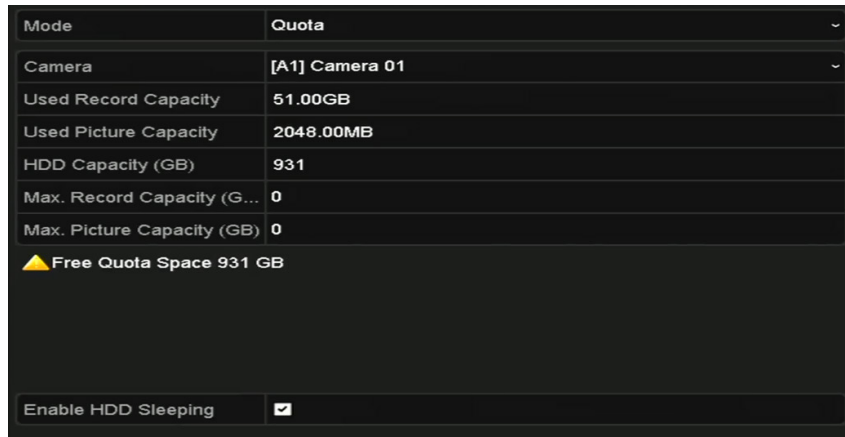 Mode Quota
Camera [A1] Camera 01
Used Record Capacity 51.00GB
Used Picture Capacity 2048.00MB
HDD Capacity (GB) 931
Max. Record Capacity (G... 0
Max. Picture Capacity (GB) 0
Free Quota Space 931 GB
Enable HDD Sleeping